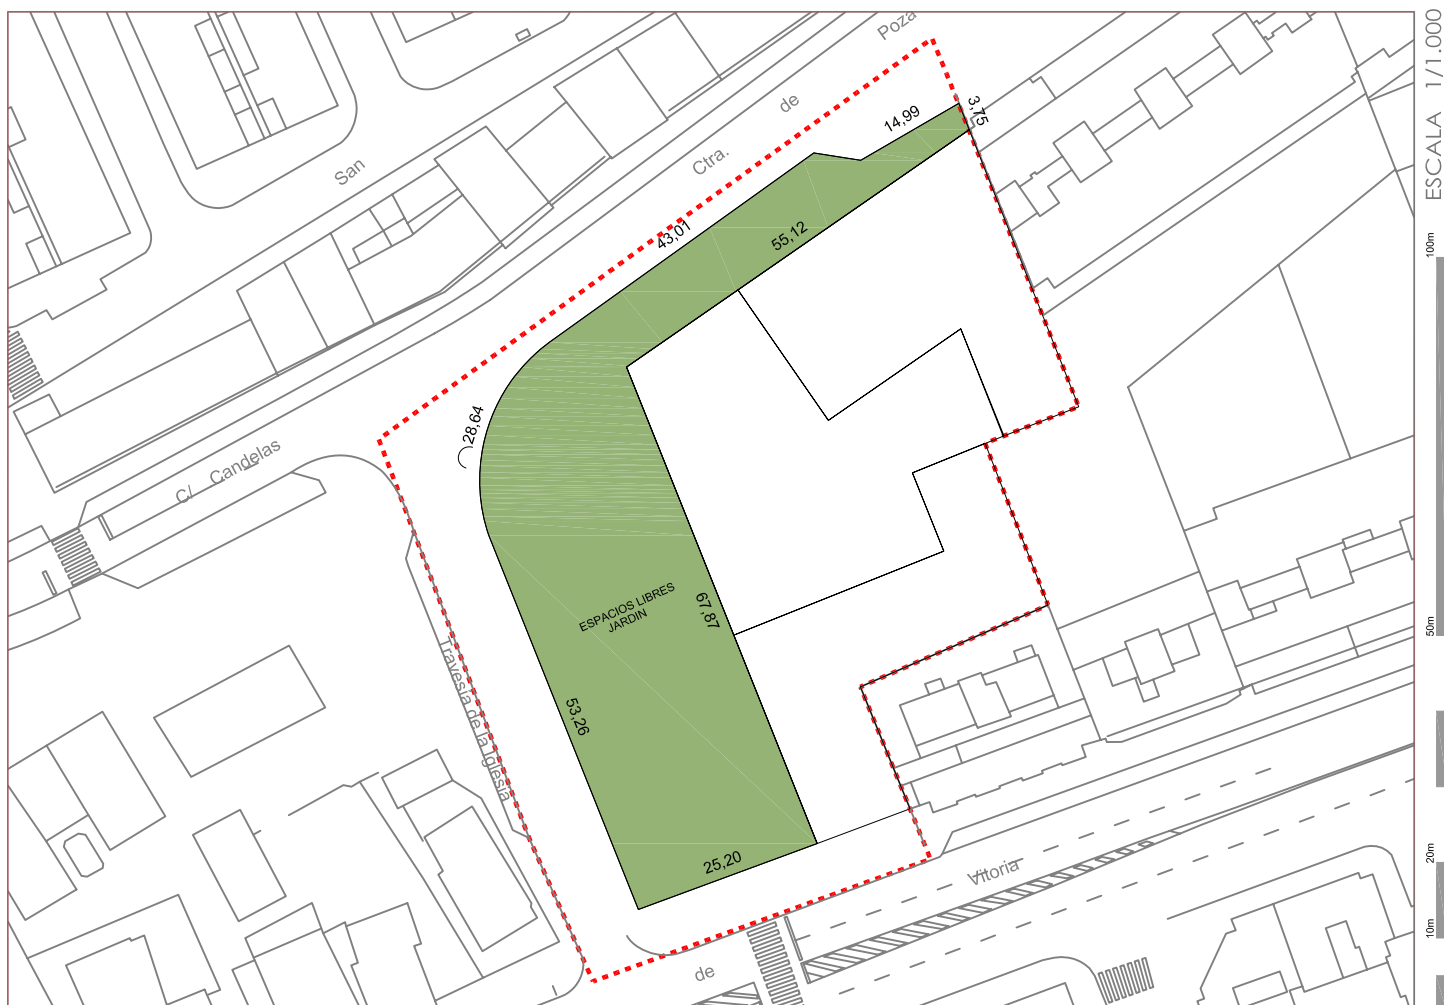 Poza
de
Ctra.
San
C/ Candelas
3,75
14,99
43,01
55,12
28,64
ESPACIOS LIBRES
JARDIN
67,87
53,26
25,20
Travesía de la Iglesia
Vitoria
de
ESCALA 1/1.000
100m
50m
20m
10m